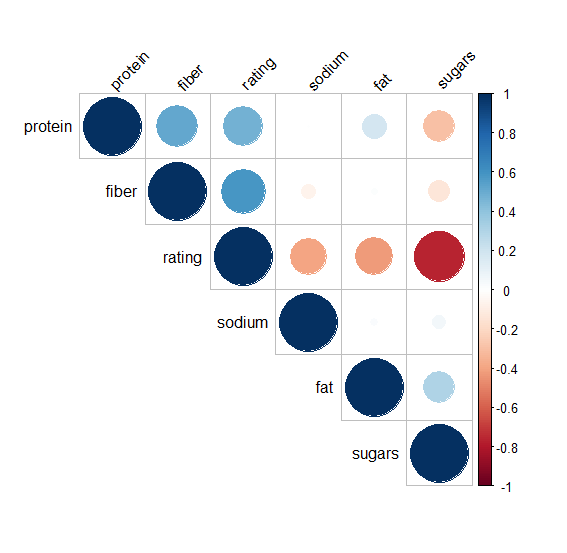 protein
fiber
rating
sodium
fat
sugars
protein
fiber
rating
sodium
fat
sugars
1
0.8
0.6
0.4
0.2
0
-0.2
-0.4
-0.6
-0.8
-1